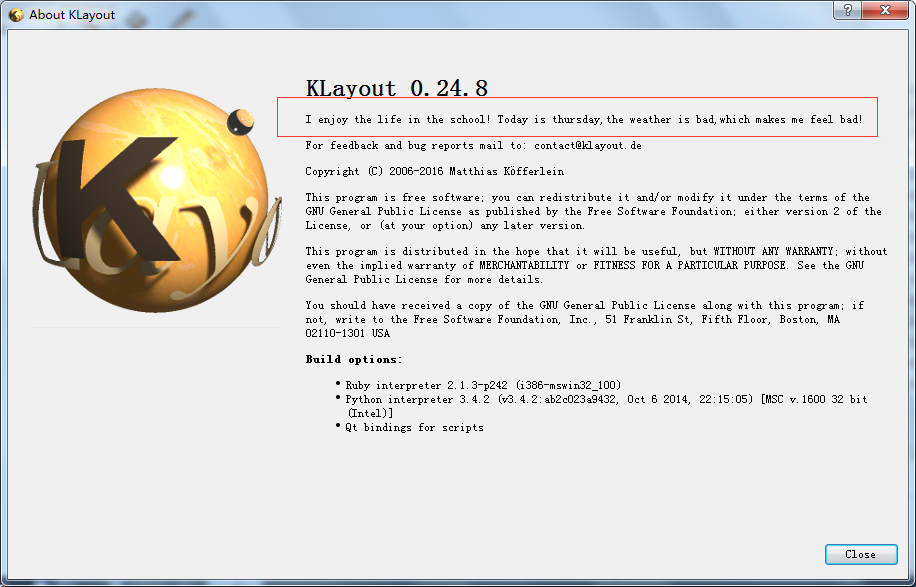 About KLayout
KLayout 0.24.8
I enjoy the life in the school! Today is thursday,the weather is bad,which makes me feel bad!
For feedback and bug reports mail to: contact@klayout.de
Copyright (C) 2006-2016 Matthias Köfferlein
This program is free software; you can redistribute it and/or modify it under the terms of the
GNU General Public License as published by the Free Software Foundation; either version 2 of the
License, or (at your option) any later version.
This program is distributed in the hope that it will be useful, but WITHOUT ANY WARRANTY; without
even the implied warranty of MERCHANTABILITY or FITNESS FOR A PARTICULAR PURPOSE. See the GNU
General Public License for more details.
You should have received a copy of the GNU General Public License along with this program; if
not, write to the Free Software Foundation, Inc., 51 Franklin St, Fifth Floor, Boston, MA
02110-1301 USA
Build options:
• Ruby interpreter 2.1.3-p242 (i386-mswin32_100)
• Python interpreter 3.4.2 (v3.4.2:ab2c023a9432, Oct 6 2014, 22:15:05) [MSC v.1600 32 bit
(Intel)]
• Qt bindings for scripts
Close